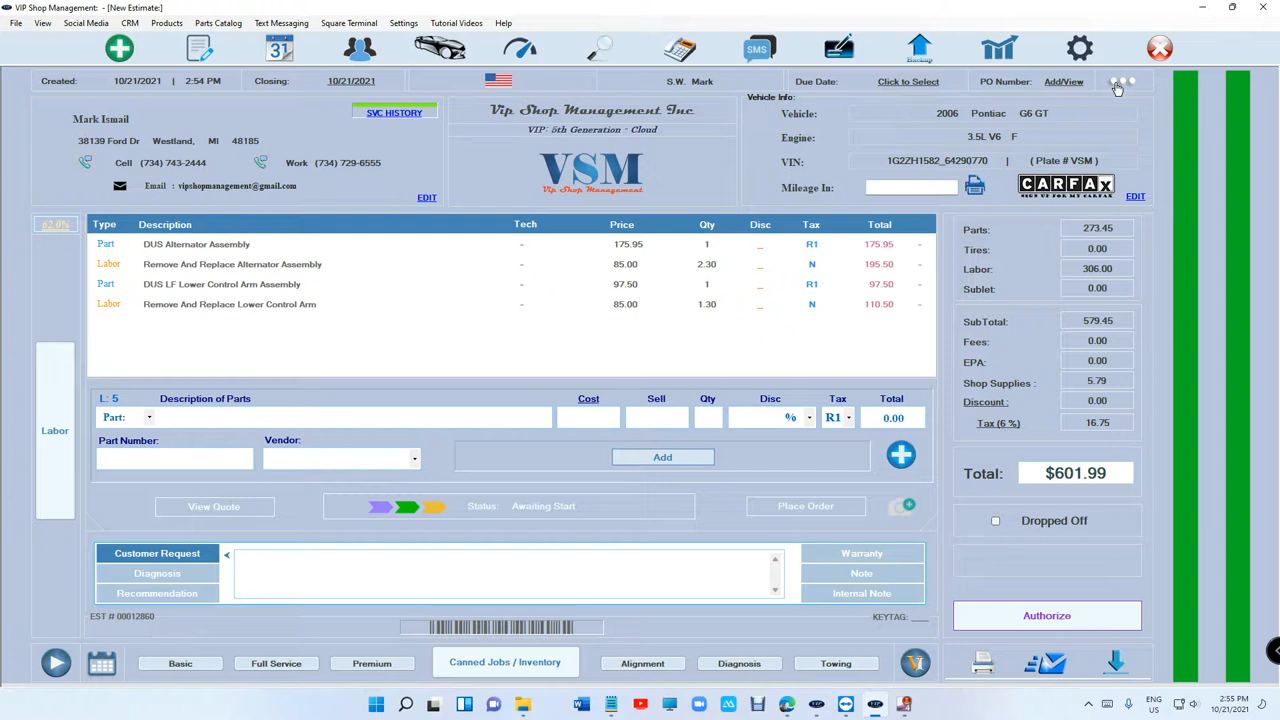 VIP Shop Management: - [New Estimate:]
File View Social Media CRM Products Parts Catalog Text Messaging Square Terminal Settings Tutorial Videos Help
31 SMS Backup
Created: 10/21/2021 | 2:54 PM Closing: 10/21/2021 S.W. Mark Due Date: Click to Select PO Number: Add/View
Mark Ismail
SVC HISTORY
38139 Ford Dr Westland, MI 48185
Cell (734) 743-2444 Work (734) 729-6555
Email : vipshopmanagement@gmail.com
EDIT
Vip Shop Management Inc
VIP: 5th Generation - Cloud
VSM
Vip Shop Management
Vehicle Info:
Vehicle: 2006 Pontiac G6 GT
Engine: 3.5L V6 F
VIN: 1G2ZH1582_64290770 | ( Plate # VSM )
Mileage In: CARFAX
SIGN UP FOR MY CARFAX
EDIT
62.0%
Type Description Tech Price Qty Disc Tax Total
Part DUS Alternator Assembly - 175.95 1 _ R1 175.95 -
Labor Remove And Replace Alternator Assembly - 85.00 2.30 _ N 195.50 -
Part DUS LF Lower Control Arm Assembly - 97.50 1 _ R1 97.50 -
Labor Remove And Replace Lower Control Arm - 85.00 1.30 _ N 110.50 -
Labor
L: 5 Description of Parts Cost Sell Qty Disc Tax Total
Part: % R1 0.00
Part Number: Vendor:
Add
View Quote Status: Awaiting Start Place Order
Customer Request < Warranty
Diagnosis Note
Recommendation Internal Note
EST # 00012860 KEYTAG: ___
Parts: 273.45
Tires: 0.00
Labor: 306.00
Sublet: 0.00
SubTotal: 579.45
Fees: 0.00
EPA: 0.00
Shop Supplies : 5.79
Discount : 0.00
Tax (6 %) 16.75
Total: $601.99
Dropped Off
Authorize
Basic Full Service Premium Canned Jobs / Inventory Alignment Diagnosis Towing
ENG
US
2:55 PM
10/21/2021